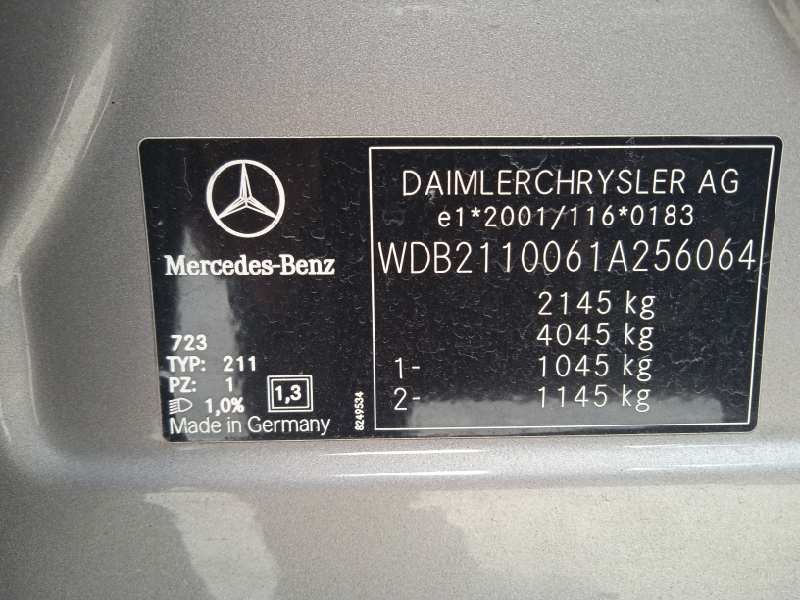 Mercedes-Benz
723
TYP: 211
PZ: 1
1,0%
1,3
Made in Germany
8249534
DAIMLERCHRYSLER AG
e1*2001/116*0183
WDB2110061A256064
2145 kg
4045 kg
1- 1045 kg
2- 1145 kg